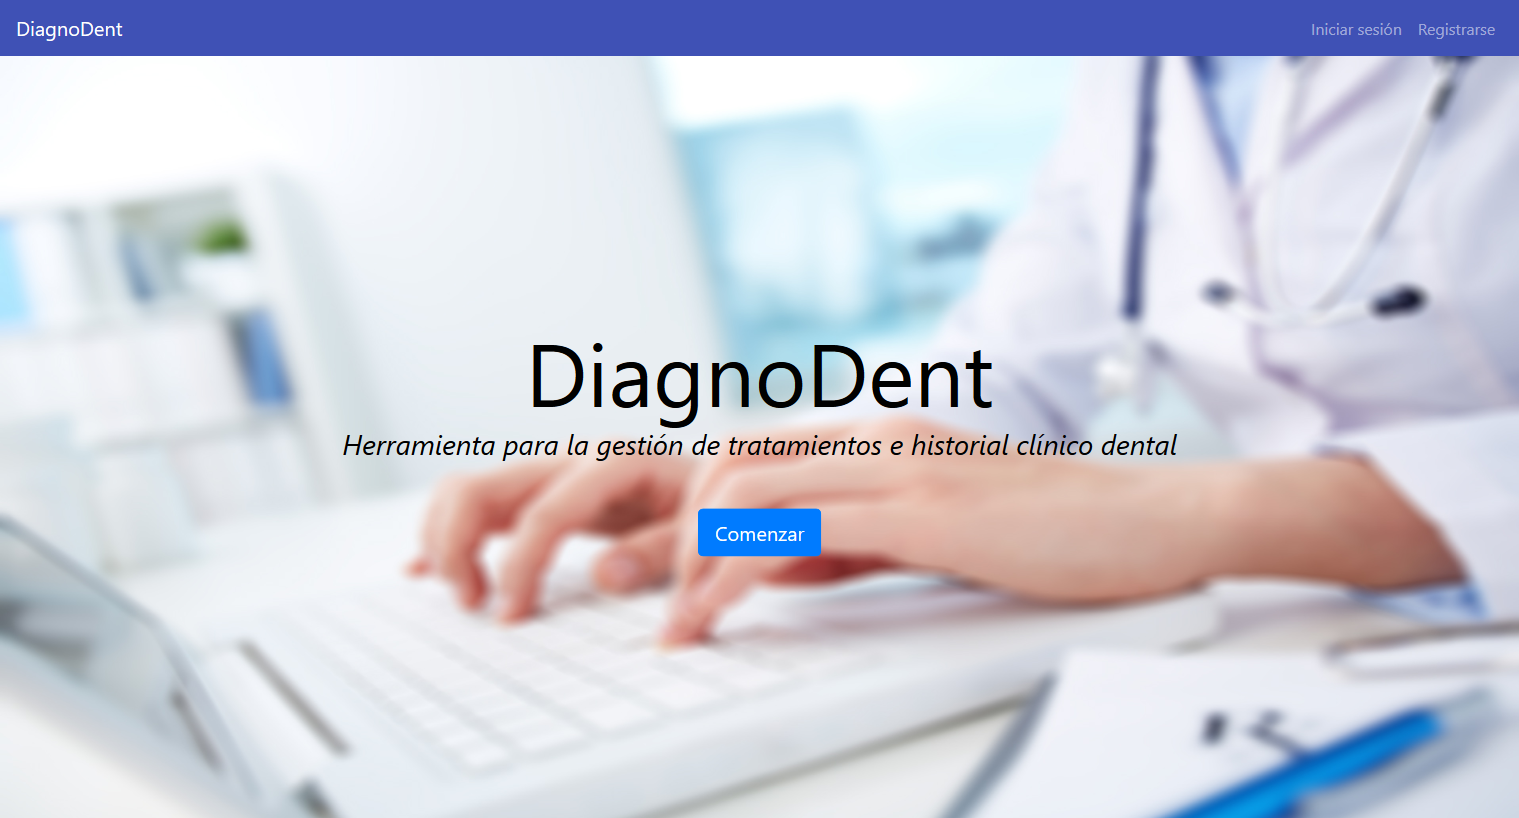 DiagnoDent
Iniciar sesión Registrarse
DiagnoDent
Herramienta para la gestión de tratamientos e historial clínico dental
Comenzar